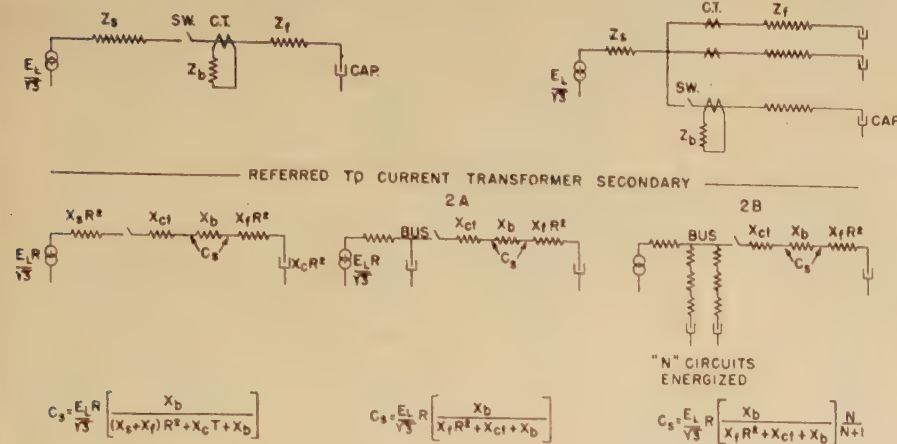 Zs SW. C.T. Zf
EL/√3 Zb CAP.
C.T. Zf
Zs
EL/√3 SW.
Zb CAP
REFERRED TO CURRENT TRANSFORMER SECONDARY
2A 2B
XsR² Xct Xb XfR²
ELR/√3 Cs XcR²
BUS Xct Xb XfR²
ELR/√3 Cs
BUS Xct Xb XfR²
Cs
"N" CIRCUITS
ENERGIZED
Cs = EL/√3 R [Xb / (Xs+Xf)R²+XcT+Xb]
Cs = EL/√3 R [Xb / XfR²+Xct+Xb]
Cs = EL/√3 R [Xb / XfR²+Xct+Xb] N/N+1